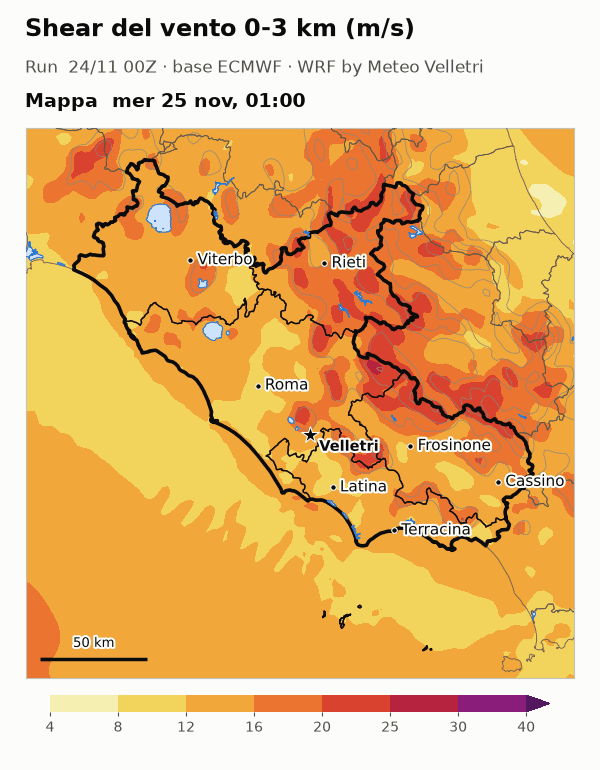 Shear del vento 0-3 km (m/s)
Run  24/11 00Z · base ECMWF · WRF by Meteo Velletri
Mappa  mer 25 nov, 01:00
Viterbo
Rieti
Roma
Velletri
Frosinone
Cassino
Latina
Terracina
50 km
4 8 12 16 20 25 30 40